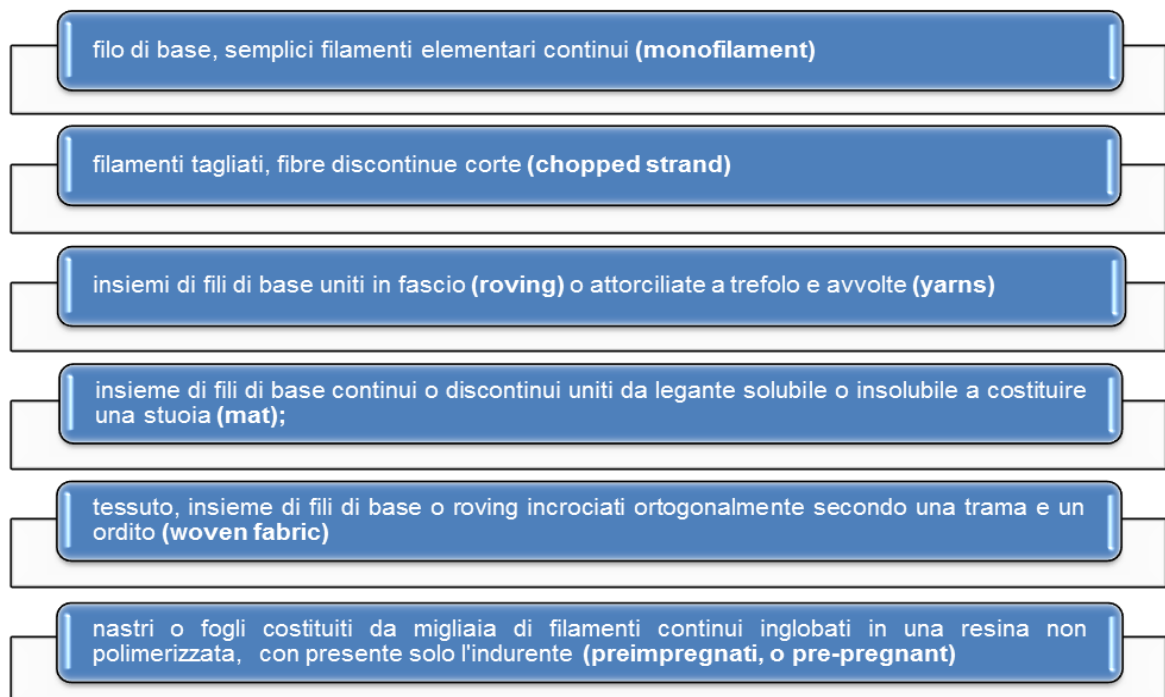 filo di base, semplici filamenti elementari continui (monofilament)
filamenti tagliati, fibre discontinue corte (chopped strand)
insiemi di fili di base uniti in fascio (roving) o attorciliate a trefolo e avvolte (yarns)
insieme di fili di base continui o discontinui uniti da legante solubile o insolubile a costituire
una stuoia (mat);
tessuto, insieme di fili di base o roving incrociati ortogonalmente secondo una trama e un
ordito (woven fabric)
nastri o fogli costituiti da migliaia di filamenti continui inglobati in una resina non
polimerizzata, con presente solo l'indurente (preimpregnati, o pre-pregnant)